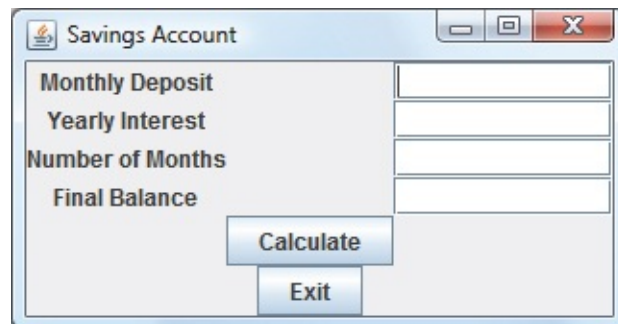 Savings Account
Monthly Deposit
Yearly Interest
Number of Months
Final Balance
Calculate
Exit